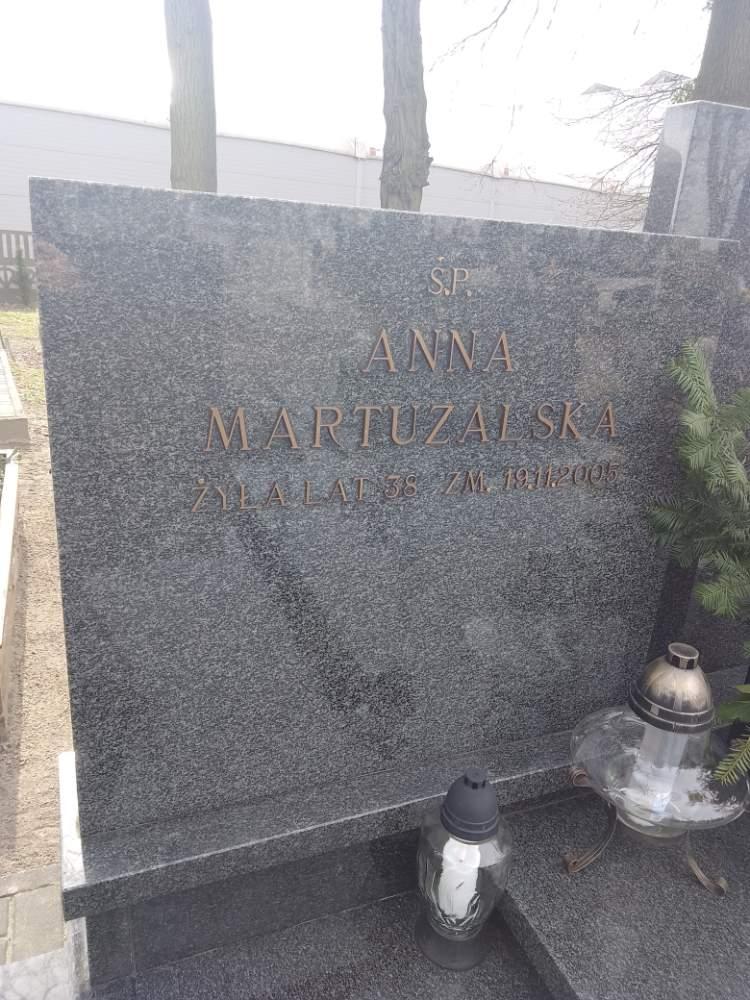 Ś.P.
ANNA
MARTUZALSKA
ŻYŁA LAT 38 ZM. 19.11.2005